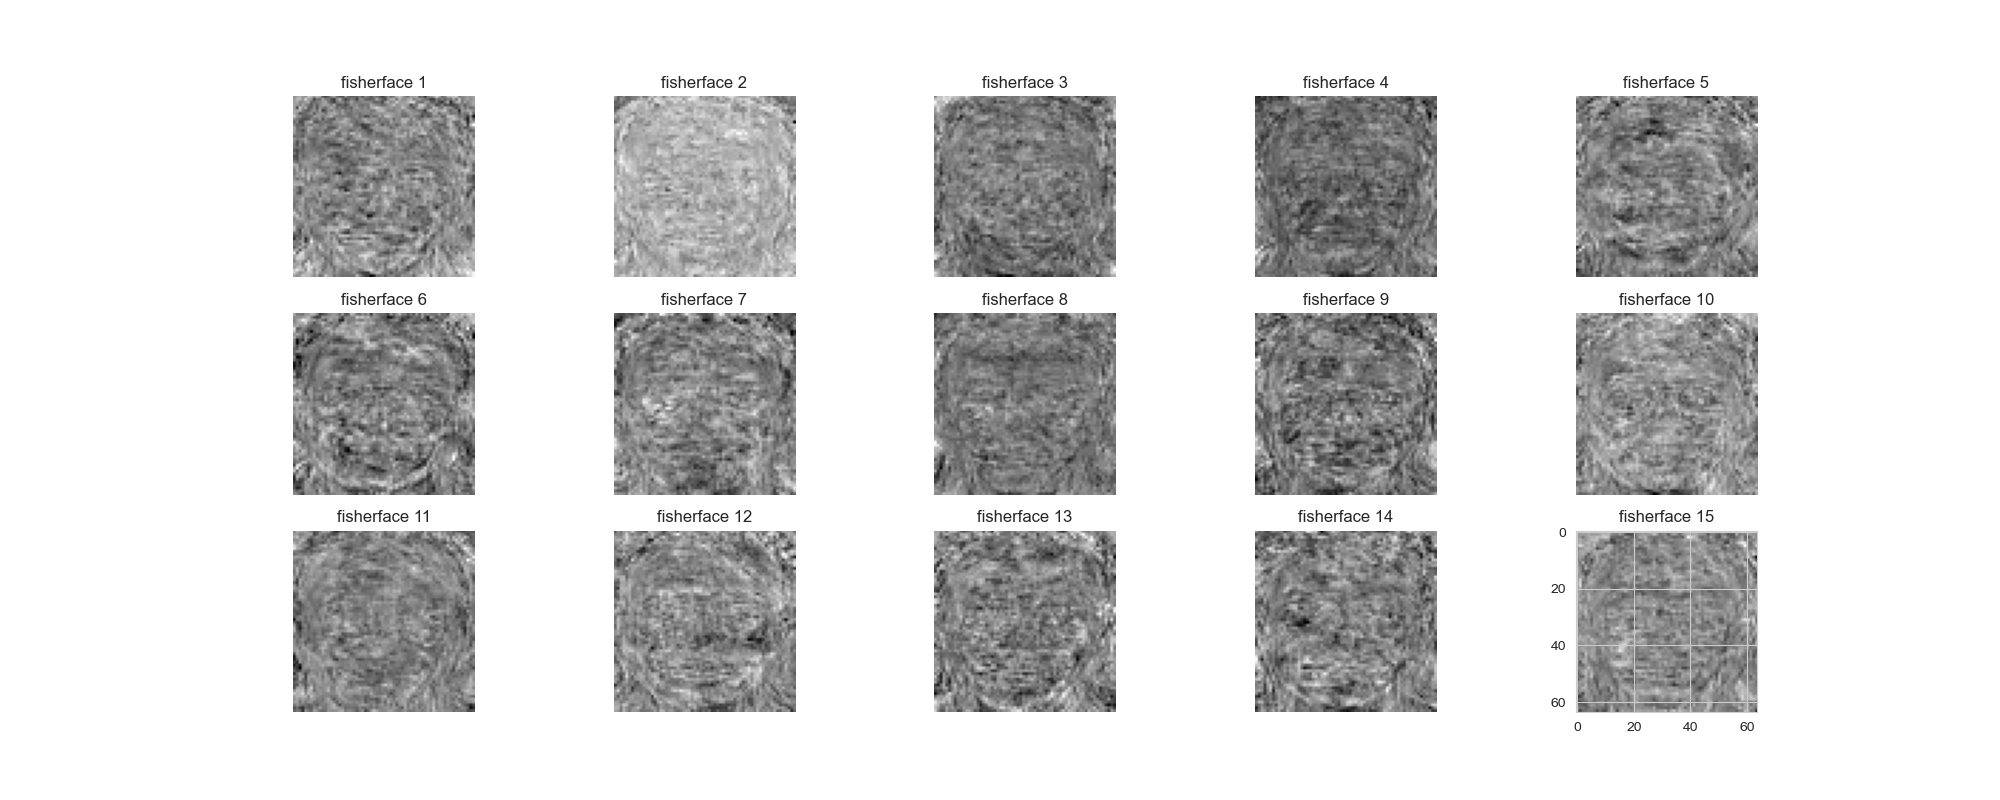 fisherface 1
fisherface 2
fisherface 3
fisherface 4
fisherface 5
fisherface 6
fisherface 7
fisherface 8
fisherface 9
fisherface 10
fisherface 11
fisherface 12
fisherface 13
fisherface 14
fisherface 15
0
20
40
60
0 20 40 60